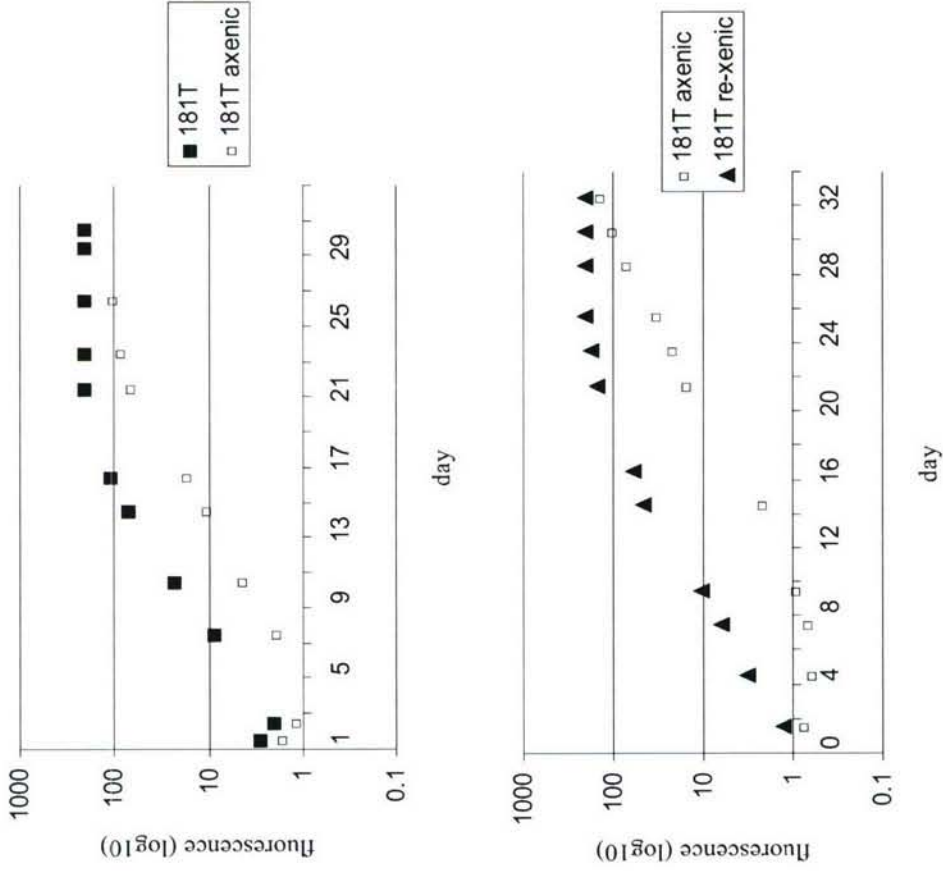 1000
100
10
1
0.1
fluorescence (log10)
1 5 9 13 17 21 25 29
day
181T
181T axenic
1000
100
10
1
0.1
fluorescence (log10)
0 4 8 12 16 20 24 28 32
day
181T axenic
181T re-xenic